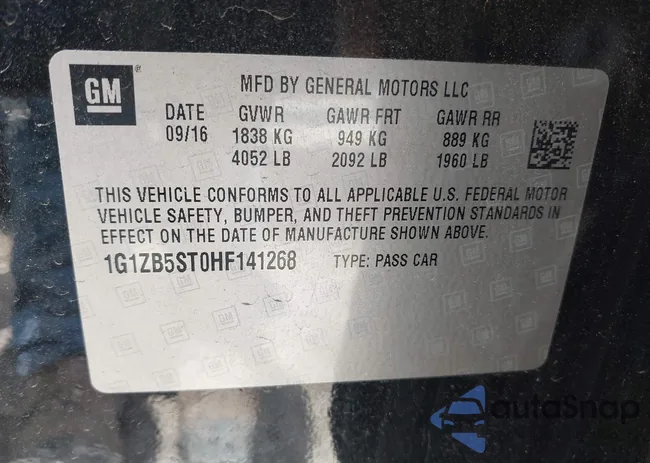 GM
MFD BY GENERAL MOTORS LLC
DATE GVWR GAWR FRT GAWR RR
09/16 1838 KG 949 KG 889 KG
4052 LB 2092 LB 1960 LB
THIS VEHICLE CONFORMS TO ALL APPLICABLE U.S. FEDERAL MOTOR
VEHICLE SAFETY, BUMPER, AND THEFT PREVENTION STANDARDS IN
EFFECT ON THE DATE OF MANUFACTURE SHOWN ABOVE.
1G1ZB5ST0HF141268 TYPE: PASS CAR
autaSnap